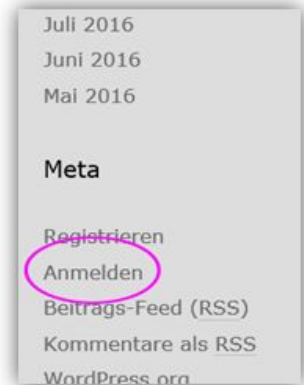 Juli 2016
Juni 2016
Mai 2016
Meta
Registrieren
Anmelden
Beitrags-Feed (RSS)
Kommentare als RSS
WordPress.org